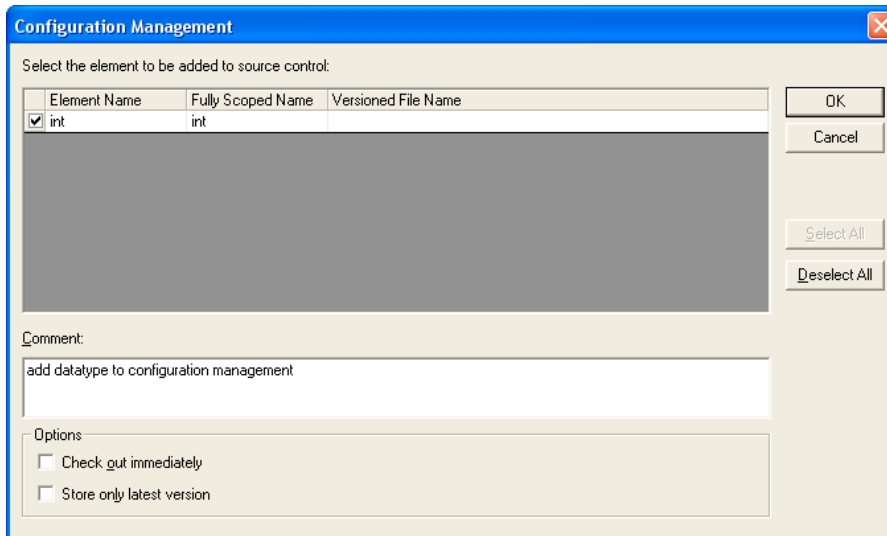 Configuration Management
Select the element to be added to source control:
Element Name Fully Scoped Name Versioned File Name
int int
OK
Cancel
Select All
Deselect All
Comment:
add datatype to configuration management
Options
Check out immediately
Store only latest version